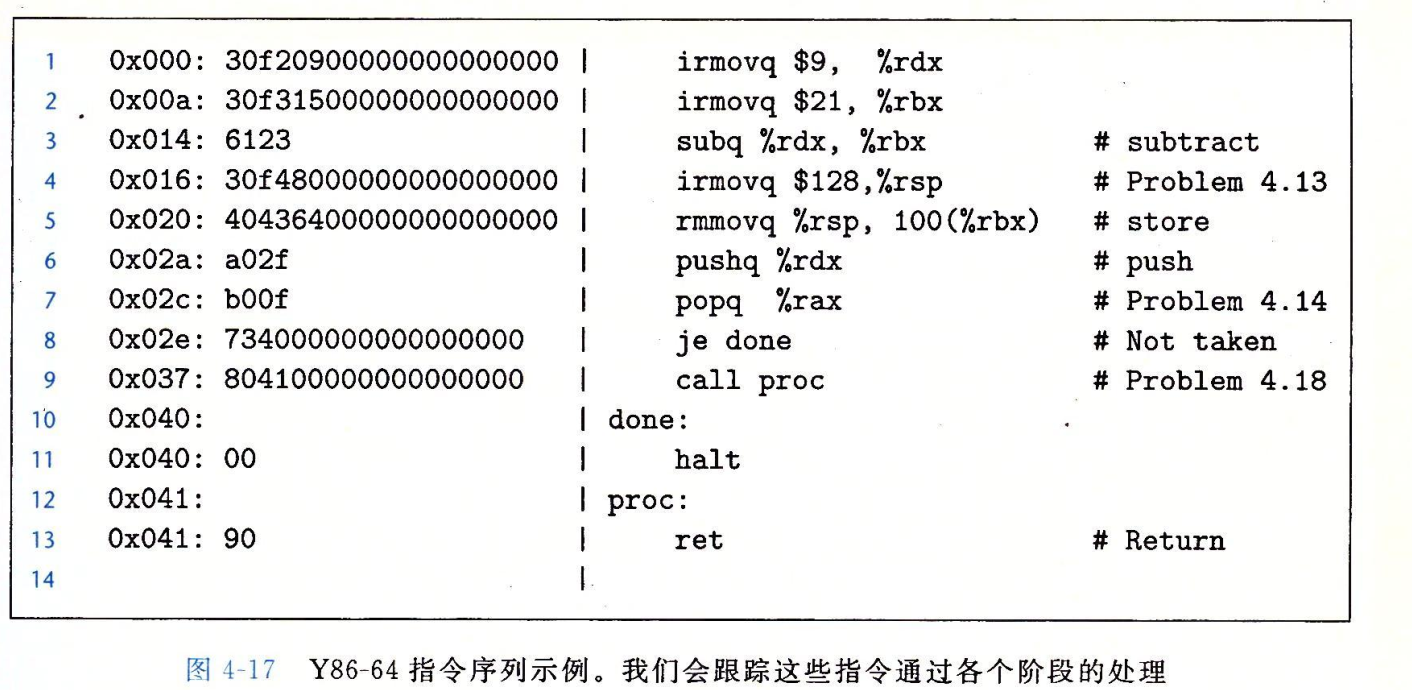 1 0x000: 30f20900000000000000 | irmovq $9, %rdx
2 0x00a: 30f31500000000000000 | irmovq $21, %rbx
3 0x014: 6123 | subq %rdx, %rbx # subtract
4 0x016: 30f48000000000000000 | irmovq $128,%rsp # Problem 4.13
5 0x020: 40436400000000000000 | rmmovq %rsp, 100(%rbx) # store
6 0x02a: a02f | pushq %rdx # push
7 0x02c: b00f | popq %rax # Problem 4.14
8 0x02e: 734000000000000000 | je done # Not taken
9 0x037: 804100000000000000 | call proc # Problem 4.18
10 0x040: | done:
11 0x040: 00 | halt
12 0x041: | proc:
13 0x041: 90 | ret # Return
14 |
图 4-17 Y86-64 指令序列示例。我们会跟踪这些指令通过各个阶段的处理